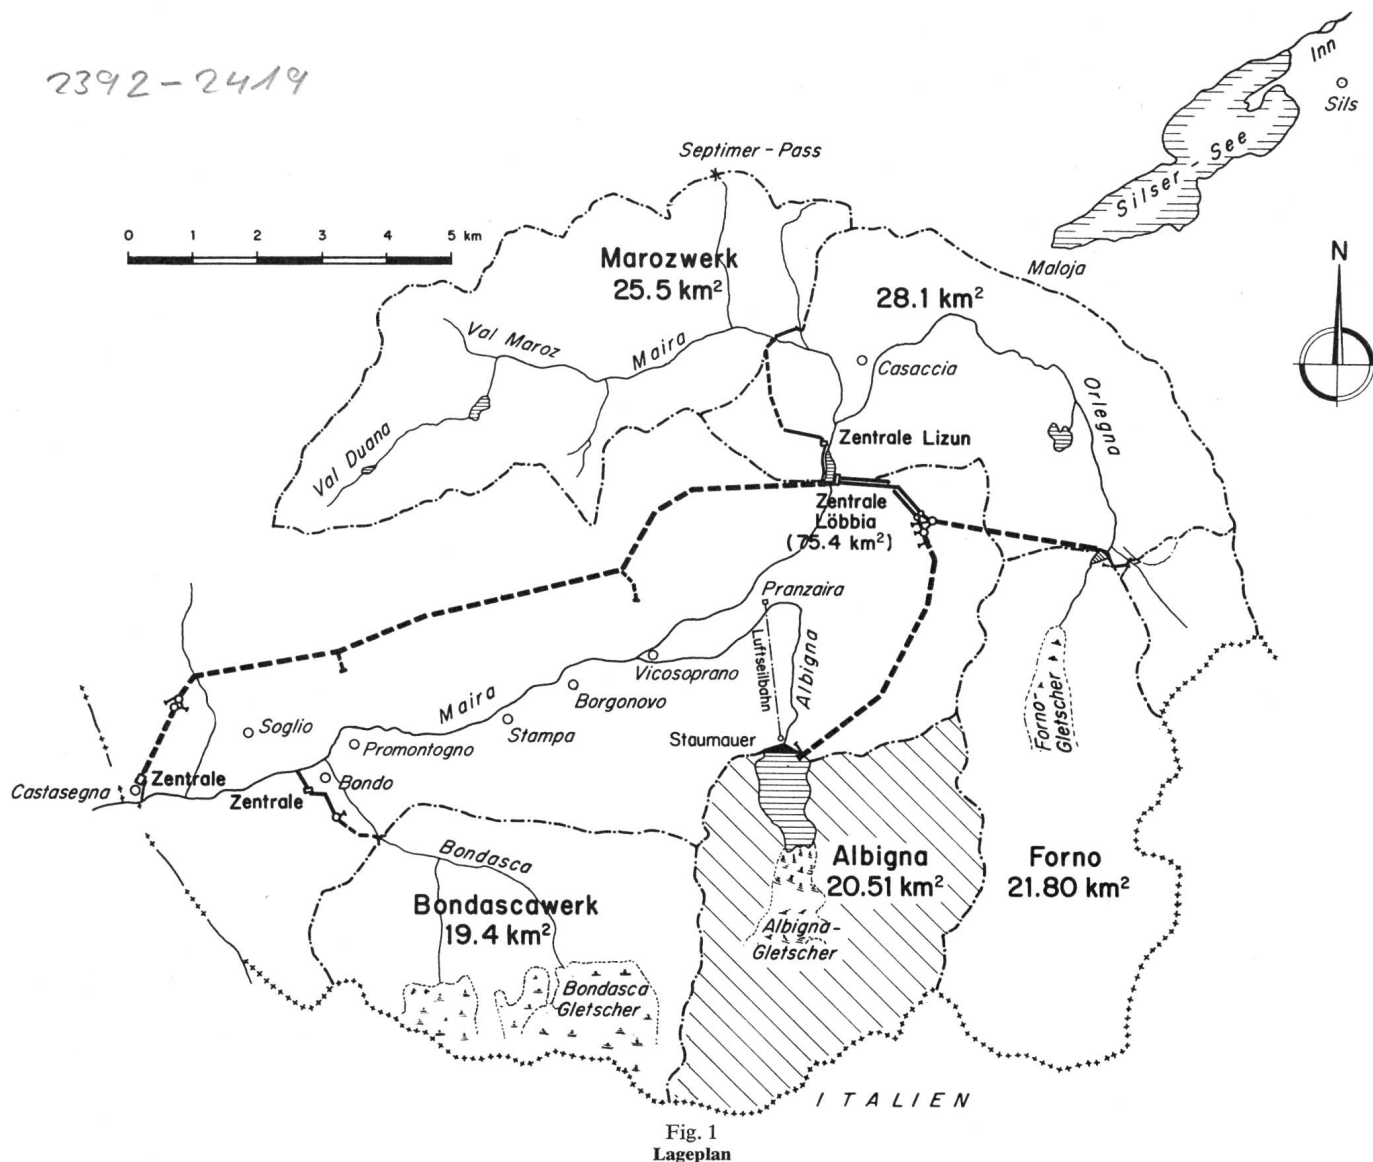 2392-2419
Inn
Sils
Silser-See
Septimer-Pass
0 1 2 3 4 5 km
Marozwerk
25.5 km²
Maloja
N
28.1 km²
Val Maroz
Maira
Casaccia
Orlegna
Val Duana
Zentrale Lizun
Zentrale
Löbbia
(75.4 km²)
Pranzaira
Luftseilbahn
Albigna
Vicosoprano
Borgonovo
Maira
Stampa
Soglio
Promontogno
Staumauer
Forno-
Gletscher
Castasegna
Zentrale
Zentrale
Bondo
Bondasca
Bondascawerk
19.4 km²
Albigna
20.51 km²
Forno
21.80 km²
Albigna-
Gletscher
Bondasca
Gletscher
ITALIEN
Fig. 1
Lageplan